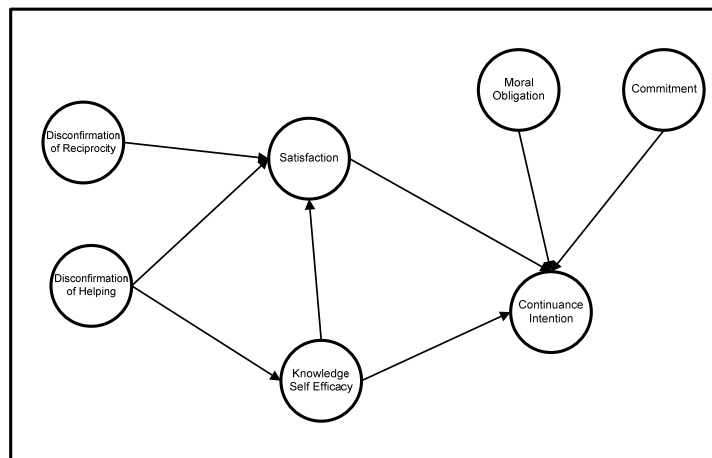 Moral
Obligation
Commitment
Disconfirmation
of Reciprocity
Satisfaction
Disconfirmation
of Helping
Continuance
Intention
Knowledge
Self Efficacy